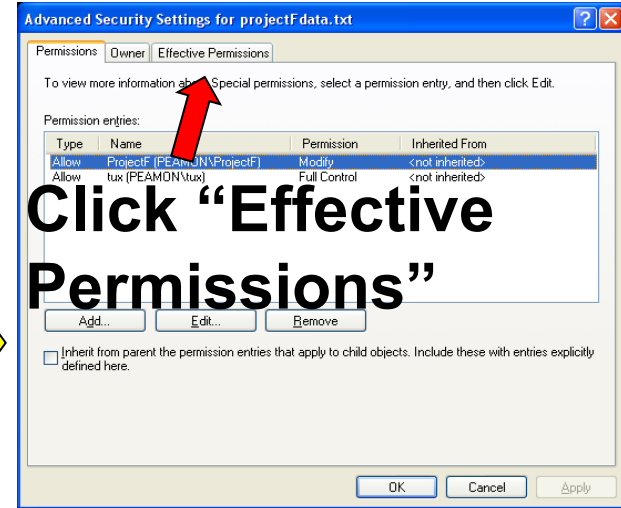 Advanced Security Settings for projectFdata.txt
Permissions Owner Effective Permissions
To view more information about Special permissions, select a permission entry, and then click Edit.
Permission entries:
Type Name Permission Inherited From
Allow ProjectF (PEAMON\ProjectF) Modify <not inherited>
Allow tux (PEAMON\tux) Full Control <not inherited>
Click “Effective
Permissions”
Add... Edit... Remove
Inherit from parent the permission entries that apply to child objects. Include these with entries explicitly
defined here.
OK Cancel Apply